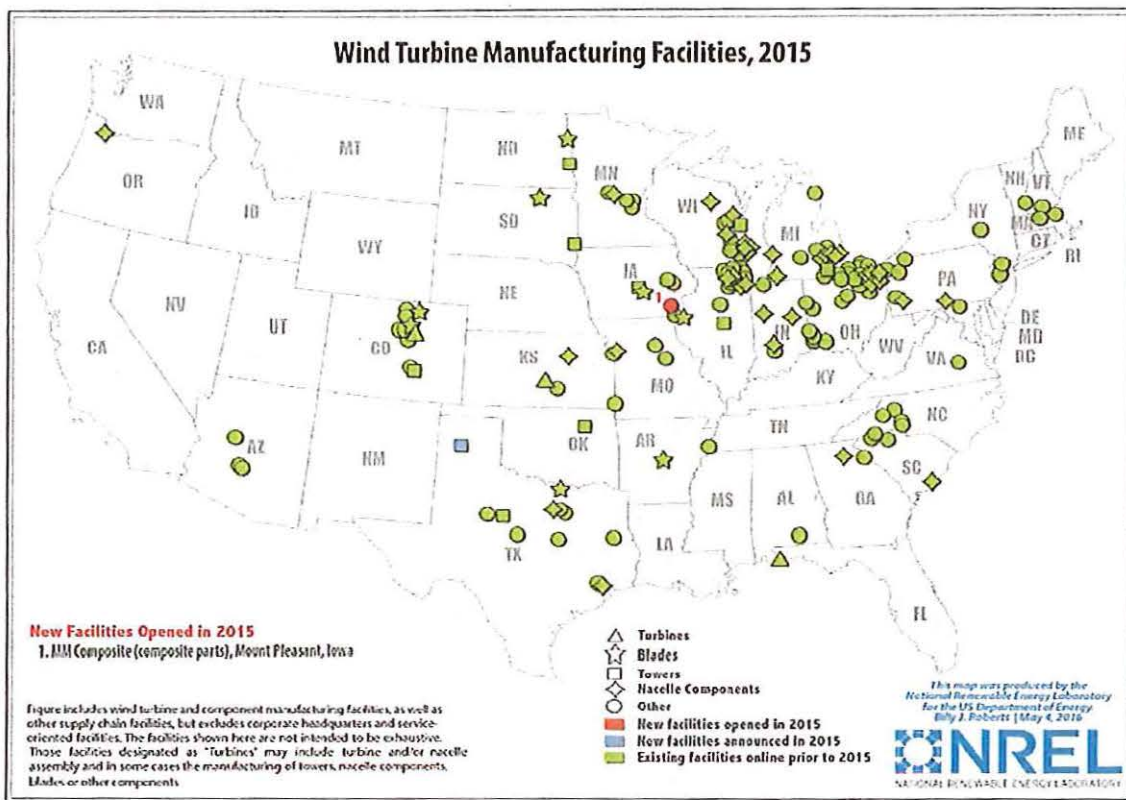 Wind Turbine Manufacturing Facilities, 2015
WA
MT
ND
MN
ME
OR
ID
SD
WI
MI
NH
VT
NY
MA
CT
RI
WY
NE
IA
1
PA
NV
UT
CO
KS
IL
IN
OH
WV
VA
DE
MD
DC
CA
MO
KY
AZ
NM
OK
AR
TN
NC
SC
TX
LA
MS
AL
GA
FL
New Facilities Opened in 2015
1. MM Composite (composite parts), Mount Pleasant, Iowa
Figure includes wind turbine and component manufacturing facilities, as well as
other supply chain facilities, but excludes corporate headquarters and service-
oriented facilities. The facilities shown here are not intended to be exhaustive.
Those facilities designated as "Turbines" may include turbine and/or nacelle
assembly and in some cases the manufacturing of towers, nacelle components,
blades or other components
Turbines
Blades
Towers
Nacelle Components
Other
New facilities opened in 2015
New facilities announced in 2015
Existing facilities online prior to 2015
This map was produced by the
National Renewable Energy Laboratory
for the US Department of Energy.
Billy J. Roberts | May 4, 2016
NREL
NATIONAL RENEWABLE ENERGY LABORATORY